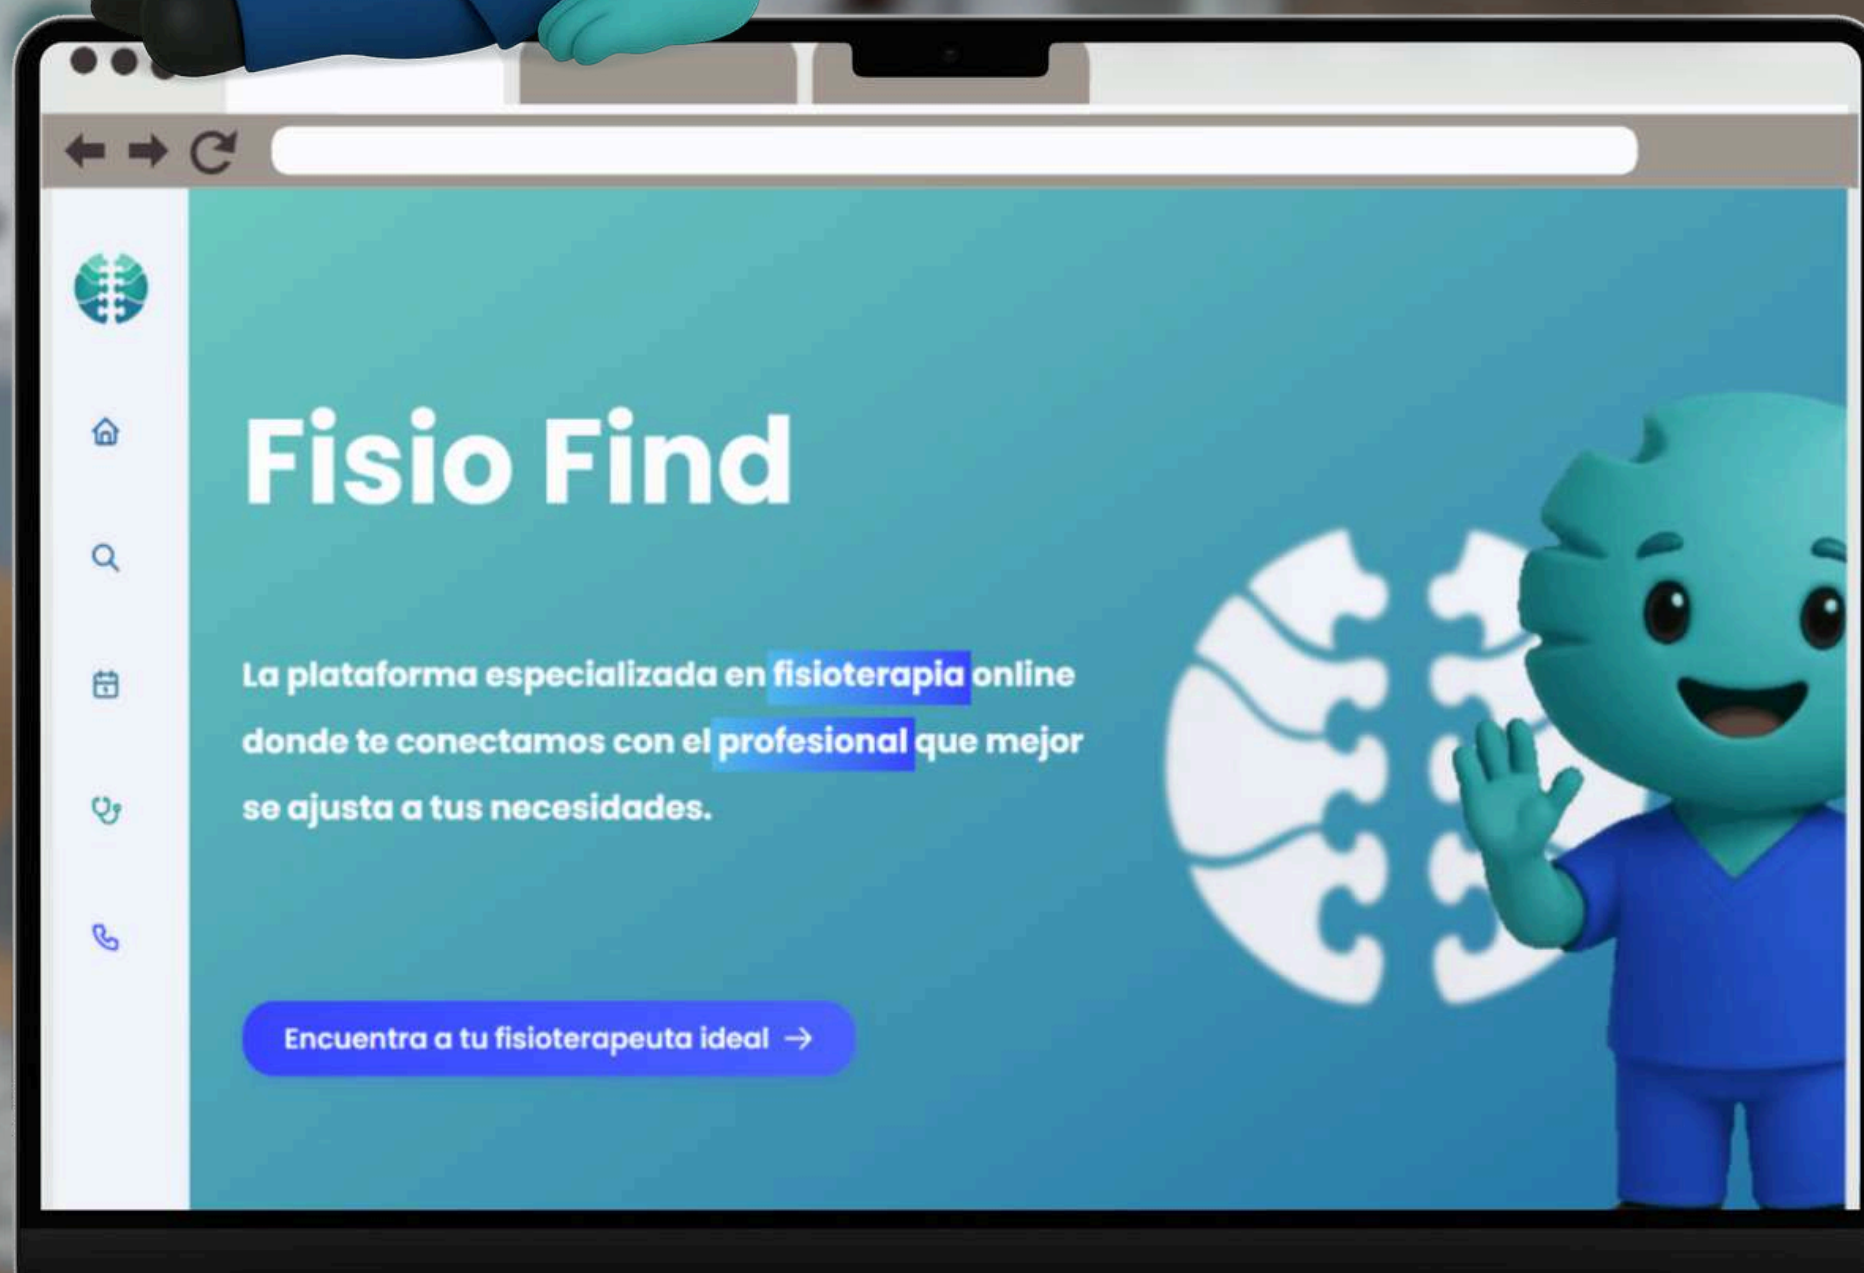 Fisio Find
La plataforma especializada en fisioterapia online
donde te conectamos con el profesional que mejor
se ajusta a tus necesidades.
Encuentra a tu fisioterapeuta ideal →